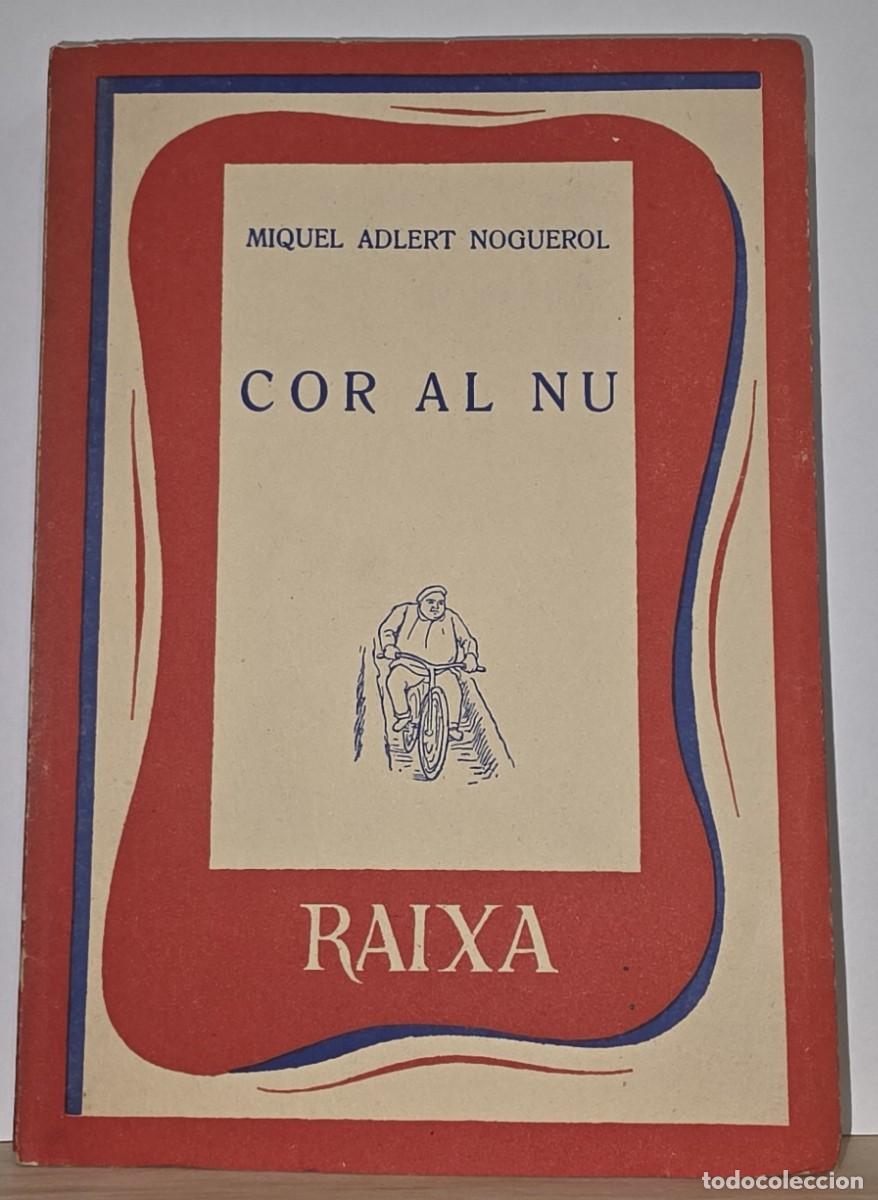 MIQUEL ADLERT NOGUEROL
COR AL NU
RAIXA
todocoleccion